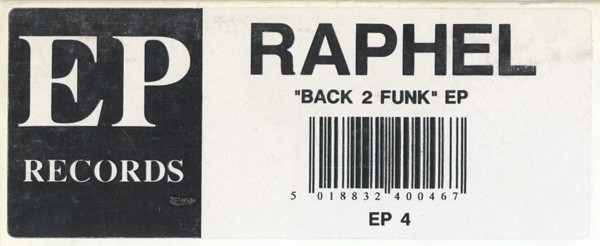 EP
RECORDS
RAPHEL
"BACK 2 FUNK" EP
5 018832 400467
EP 4